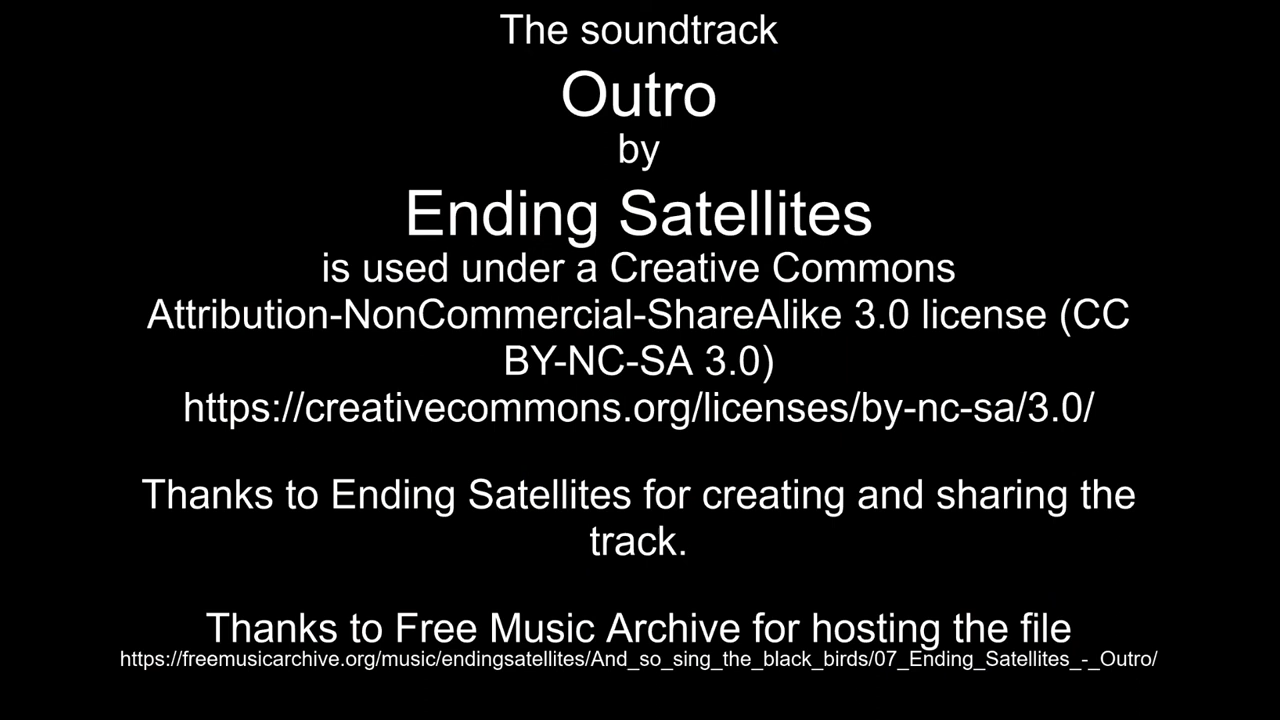 The soundtrack
Outro
by
Ending Satellites
is used under a Creative Commons
Attribution-NonCommercial-ShareAlike 3.0 license (CC
BY-NC-SA 3.0)
https://creativecommons.org/licenses/by-nc-sa/3.0/
Thanks to Ending Satellites for creating and sharing the
track.
Thanks to Free Music Archive for hosting the file
https://freemusicarchive.org/music/endingsatellites/And_so_sing_the_black_birds/07_Ending_Satellites_-_Outro/